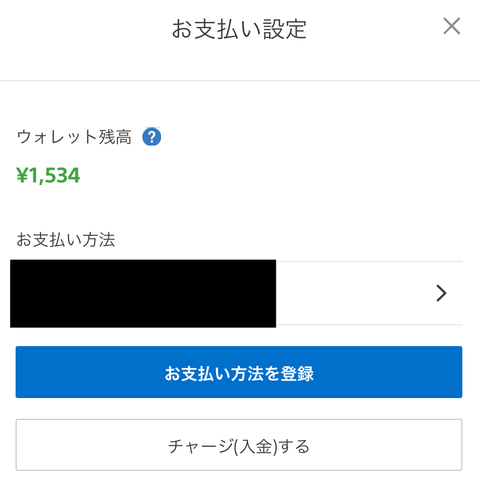 お支払い設定
ウォレット残高 ?
¥1,534
お支払い方法
お支払い方法を登録
チャージ(入金)する